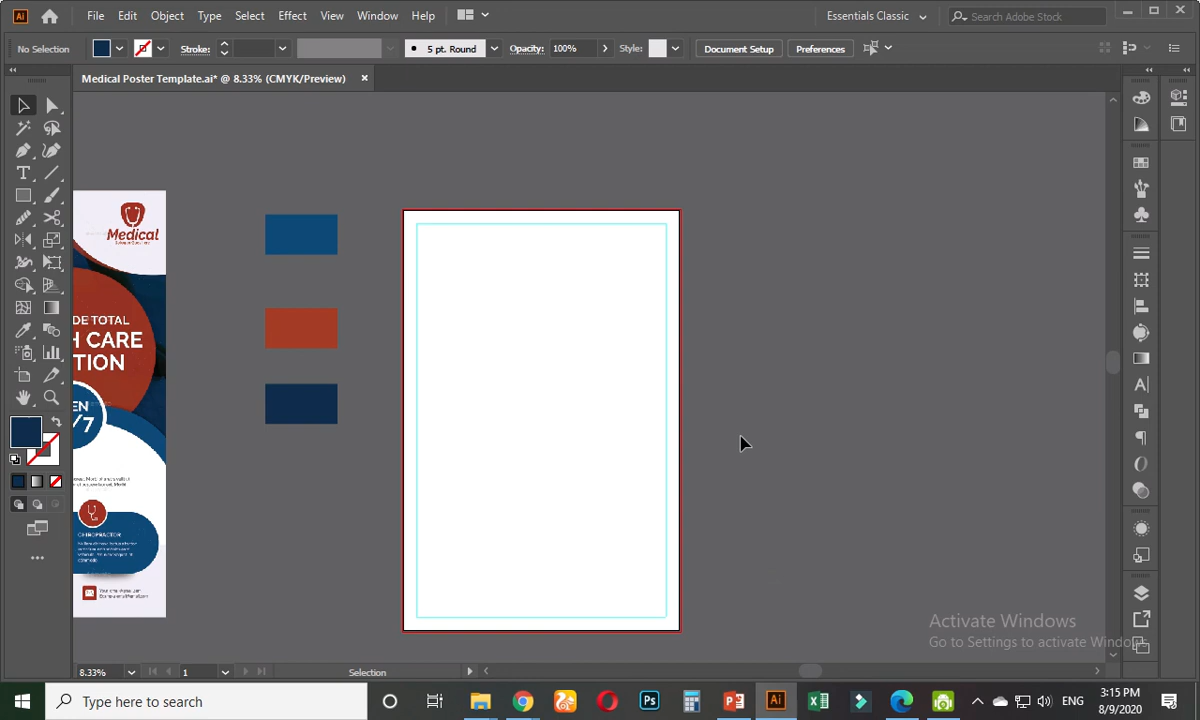 File Edit Object Type Select Effect View Window Help
Essentials Classic
Search Adobe Stock
No Selection
Stroke:
5 pt. Round
Opacity: 100%
Style:
Document Setup
Preferences
Medical Poster Template.ai* @ 8.33% (CMYK/Preview)
Medical
DE TOTAL
H CARE
TION
EN
/7
CHIROPRACTOR
Activate Windows
Go to Settings to activate Windows.
8.33%
1
Selection
Type here to search
ENG
3:15 PM
8/9/2020